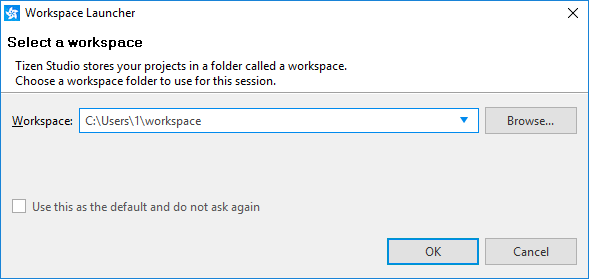 Workspace Launcher
Select a workspace
Tizen Studio stores your projects in a folder called a workspace.
Choose a workspace folder to use for this session.
Workspace: C:\Users\1\workspace Browse...
Use this as the default and do not ask again
OK Cancel